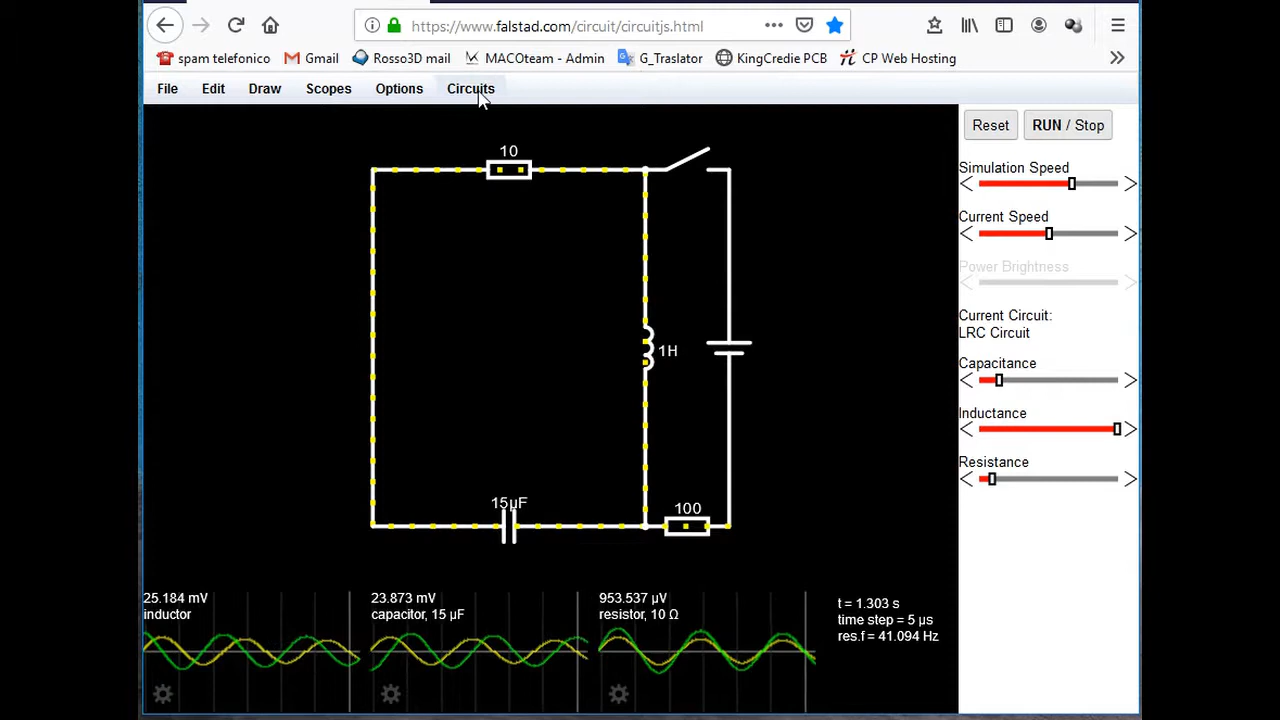 https://www.falstad.com/circuit/circuitjs.html
spam telefonico Gmail Rosso3D mail MACOteam - Admin G_Traslator KingCredie PCB CP Web Hosting
File Edit Draw Scopes Options Circuits
Reset RUN / Stop
Simulation Speed
Current Speed
Power Brightness
Current Circuit:
LRC Circuit
Capacitance
Inductance
Resistance
10
1H
15µF
100
25.184 mV
inductor
23.873 mV
capacitor, 15 µF
953.537 µV
resistor, 10 Ω
t = 1.303 s
time step = 5 µs
res.f = 41.094 Hz